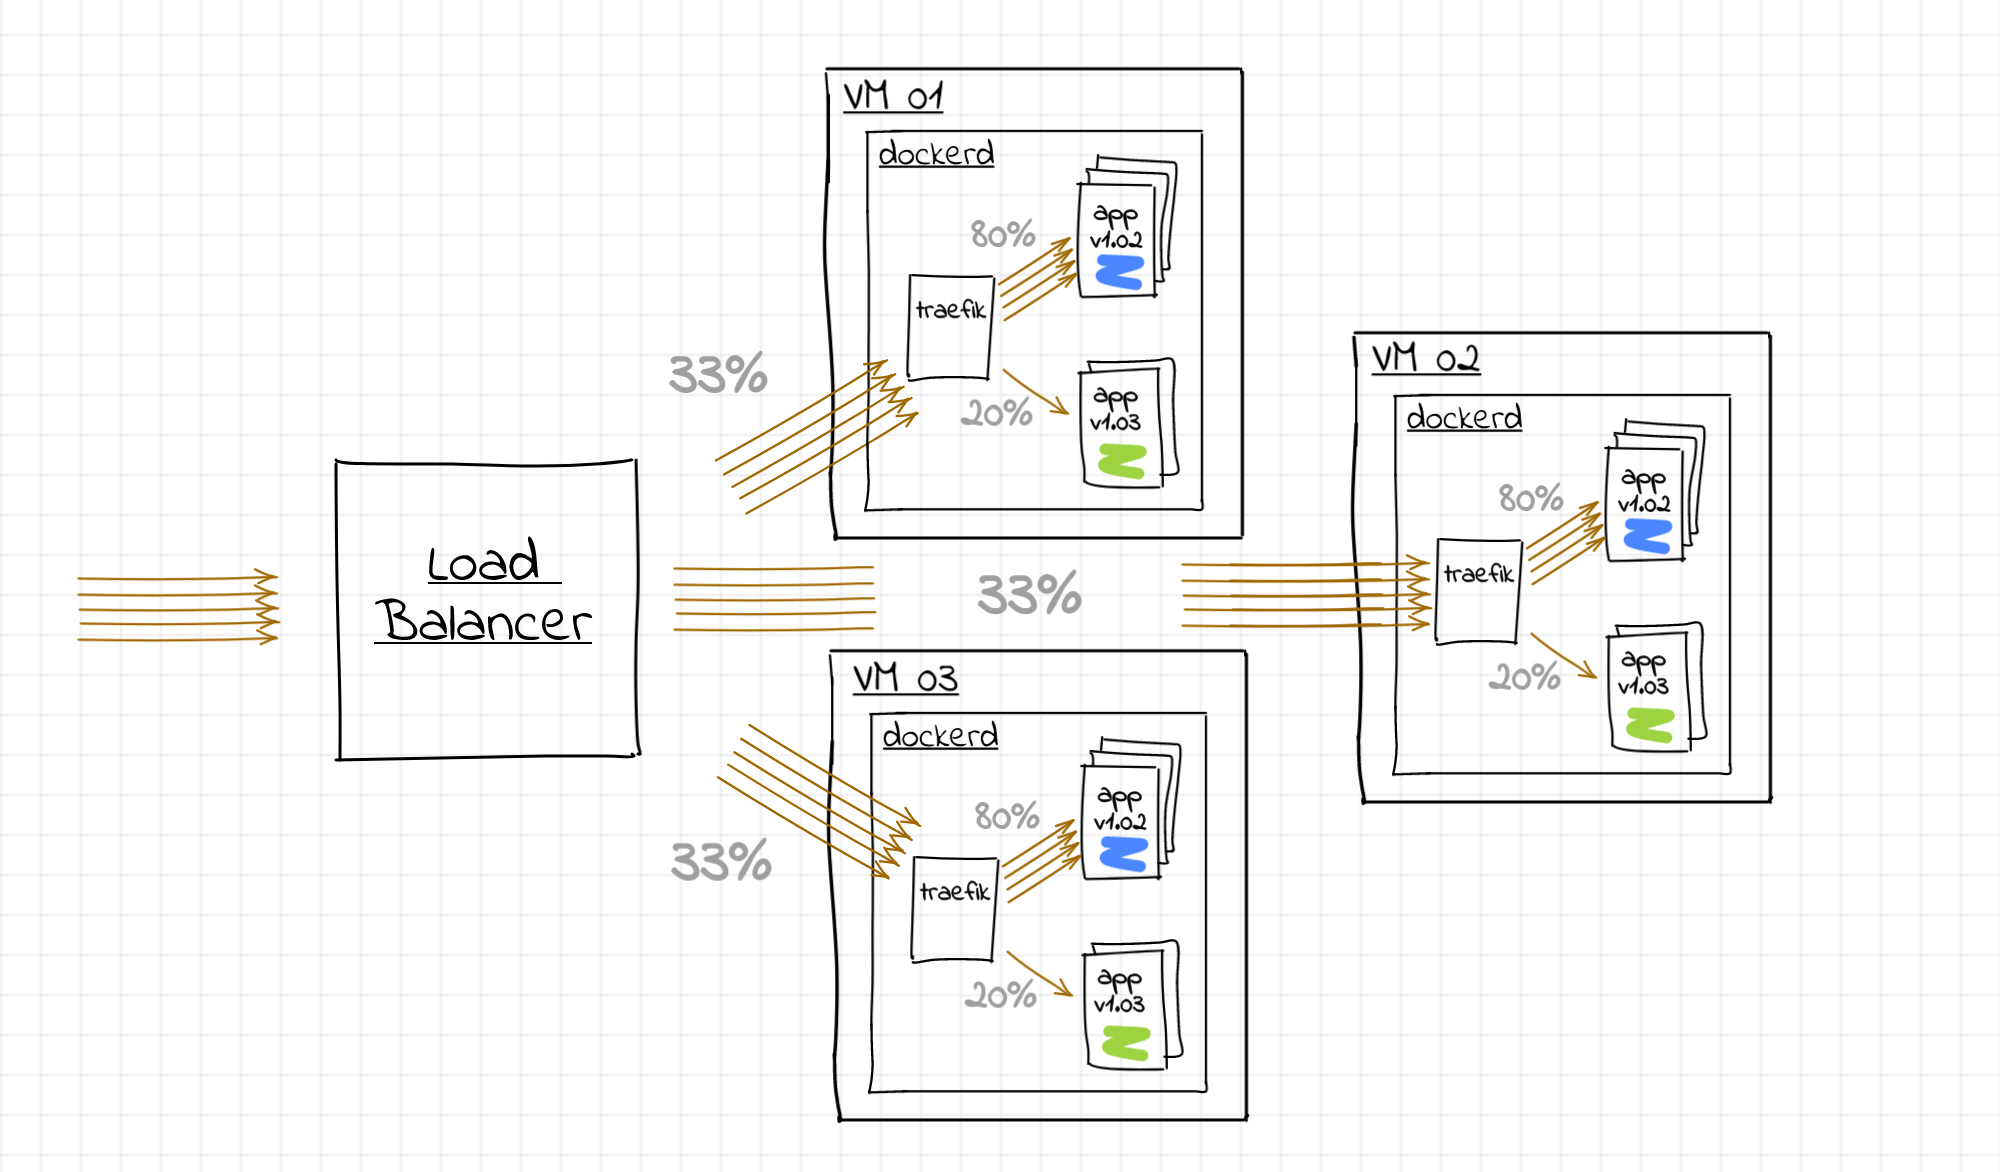 VM 01
dockerd
app
v1.02
80%
traefik
app
v1.03
20%
33%
Load
Balancer
33%
VM 02
dockerd
app
v1.02
80%
traefik
app
v1.03
20%
VM 03
dockerd
app
v1.02
80%
traefik
app
v1.03
20%
33%